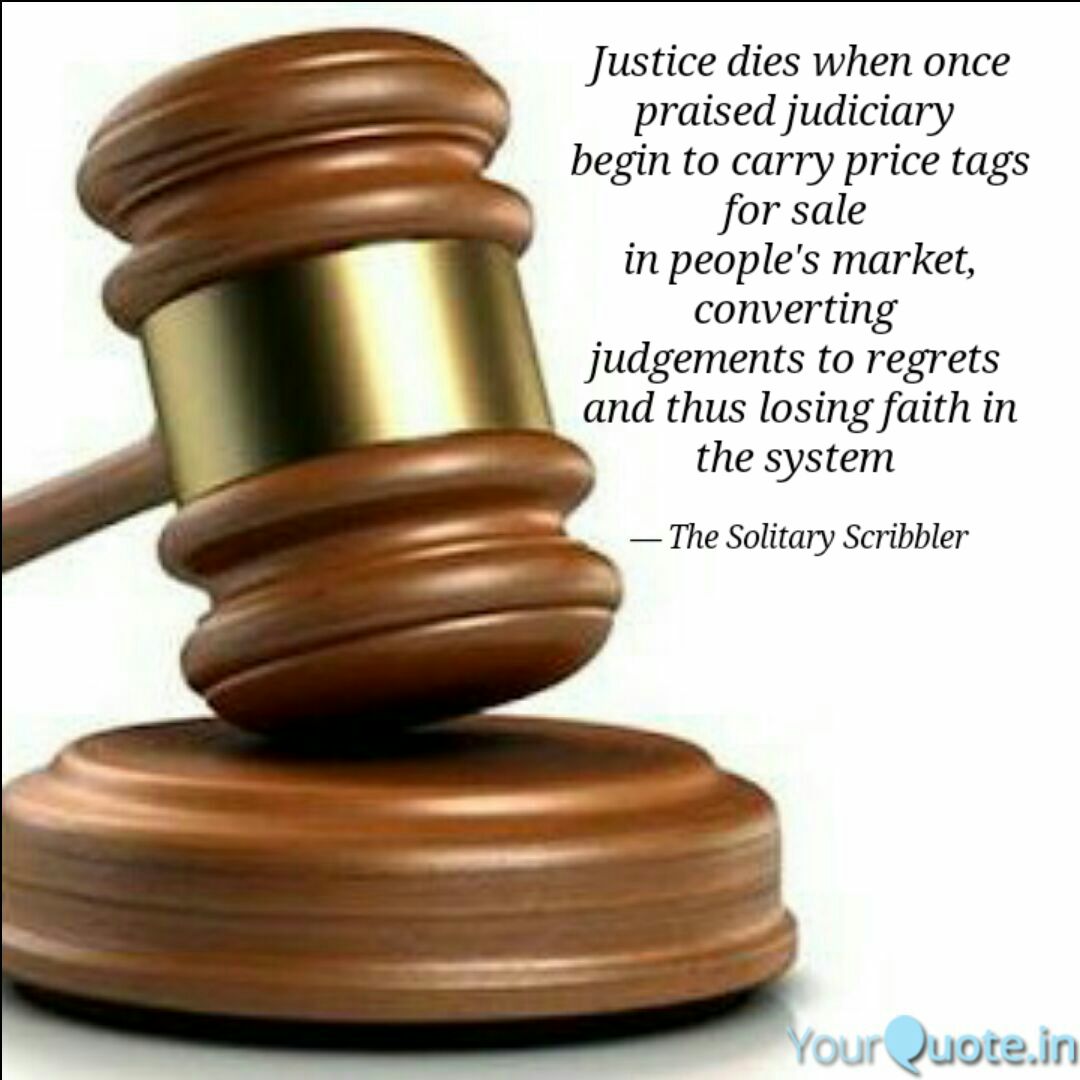 Justice dies when once
praised judiciary
begin to carry price tags
for sale
in people's market,
converting
judgements to regrets
and thus losing faith in
the system
— The Solitary Scribbler
YourQuote.in